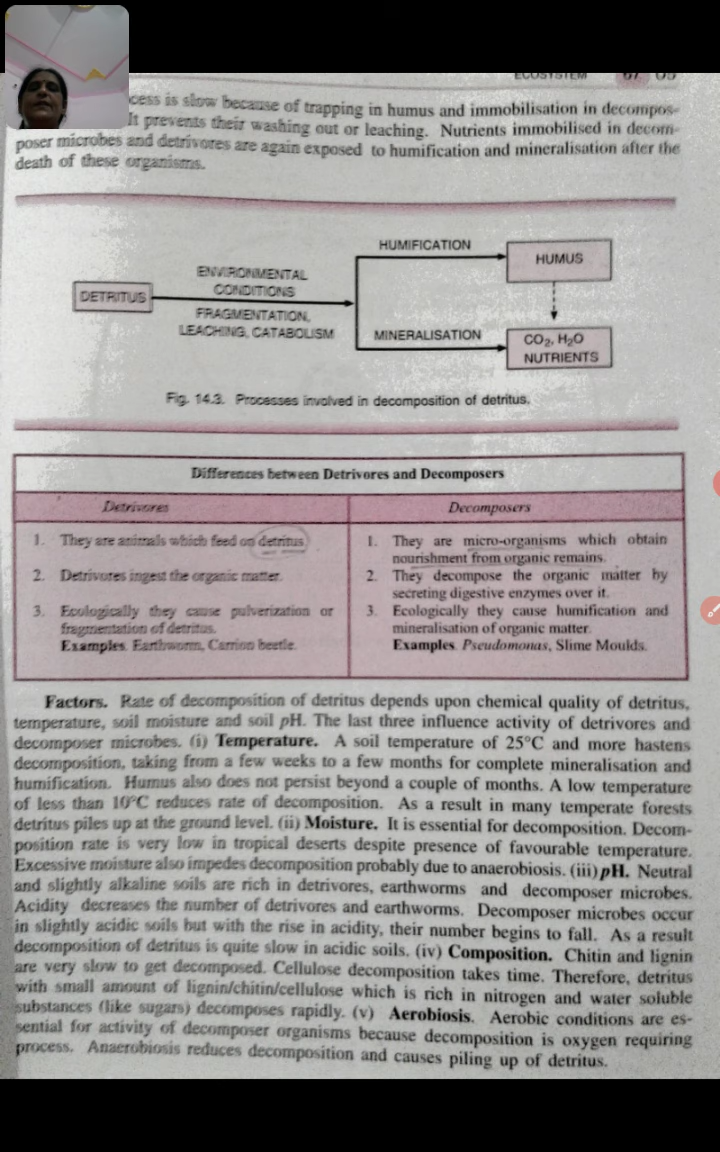 ECOSYSTEM
cess is slow because of trapping in humus and immobilisation in decompos-
It prevents their washing out or leaching. Nutrients immobilised in decom-
poser microbes and detrivores are again exposed to humification and mineralisation after the
death of these organisms.
HUMIFICATION
HUMUS
ENVIRONMENTAL
CONDITIONS
DETRITUS
FRAGMENTATION,
LEACHING, CATABOLISM
MINERALISATION
CO₂, H₂O
NUTRIENTS
Fig. 14.3. Processes involved in decomposition of detritus.
Differences between Detrivores and Decomposers
Detrivores
1. They are animals which feed on detritus.
2. Detrivores ingest the organic matter.
3. Ecologically they cause pulverization or
fragmentation of detritus.
Examples. Earthworm, Carrion beetle.
Decomposers
1. They are micro-organisms which obtain
nourishment from organic remains.
2. They decompose the organic matter by
secreting digestive enzymes over it.
3. Ecologically they cause humification and
mineralisation of organic matter.
Examples. Pseudomonas, Slime Moulds.
Factors. Rate of decomposition of detritus depends upon chemical quality of detritus,
temperature, soil moisture and soil pH. The last three influence activity of detrivores and
decomposer microbes. (i) Temperature. A soil temperature of 25°C and more hastens
decomposition, taking from a few weeks to a few months for complete mineralisation and
humification. Humus also does not persist beyond a couple of months. A low temperature
of less than 10°C reduces rate of decomposition. As a result in many temperate forests
detritus piles up at the ground level. (ii) Moisture. It is essential for decomposition. Decom-
position rate is very low in tropical deserts despite presence of favourable temperature.
Excessive moisture also impedes decomposition probably due to anaerobiosis. (iii) pH. Neutral
and slightly alkaline soils are rich in detrivores, earthworms and decomposer microbes.
Acidity decreases the number of detrivores and earthworms. Decomposer microbes occur
in slightly acidic soils but with the rise in acidity, their number begins to fall. As a result
decomposition of detritus is quite slow in acidic soils. (iv) Composition. Chitin and lignin
are very slow to get decomposed. Cellulose decomposition takes time. Therefore, detritus
with small amount of lignin/chitin/cellulose which is rich in nitrogen and water soluble
substances (like sugars) decomposes rapidly. (v) Aerobiosis. Aerobic conditions are es-
sential for activity of decomposer organisms because decomposition is oxygen requiring
process. Anaerobiosis reduces decomposition and causes piling up of detritus.